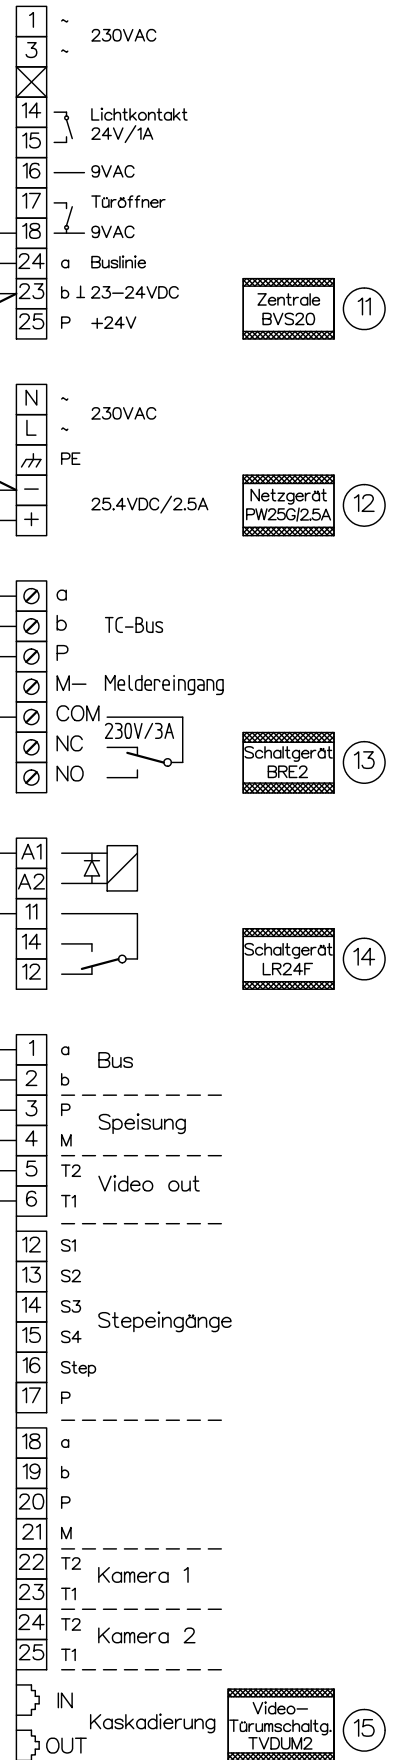 1 ~ 230VAC
3 ~
14 Lichtkontakt
15 24V/1A
16 9VAC
17 Türöffner
18 9VAC
24 a Buslinie
23 b ⊥ 23-24VDC
25 P +24V
Zentrale
BVS20
11
N ~ 230VAC
L ~
PE
- 25.4VDC/2.5A
+
Netzgerät
PW25G/2.5A
12
a
b TC-Bus
P
M- Meldereingang
COM
230V/3A
NC
NO
Schaltgerät
BRE2
13
A1
A2
11
14
12
Schaltgerät
LR24F
14
1 a Bus
2 b
3 P Speisung
4 M
5 T2 Video out
6 T1
12 S1
13 S2
14 S3 Stepeingänge
15 S4
16 Step
17 P
18 a
19 b
20 P
21 M
22 T2 Kamera 1
23 T1
24 T2 Kamera 2
25 T1
IN
Kaskadierung
OUT
Video-
Türumschaltg.
TVDUM2
15